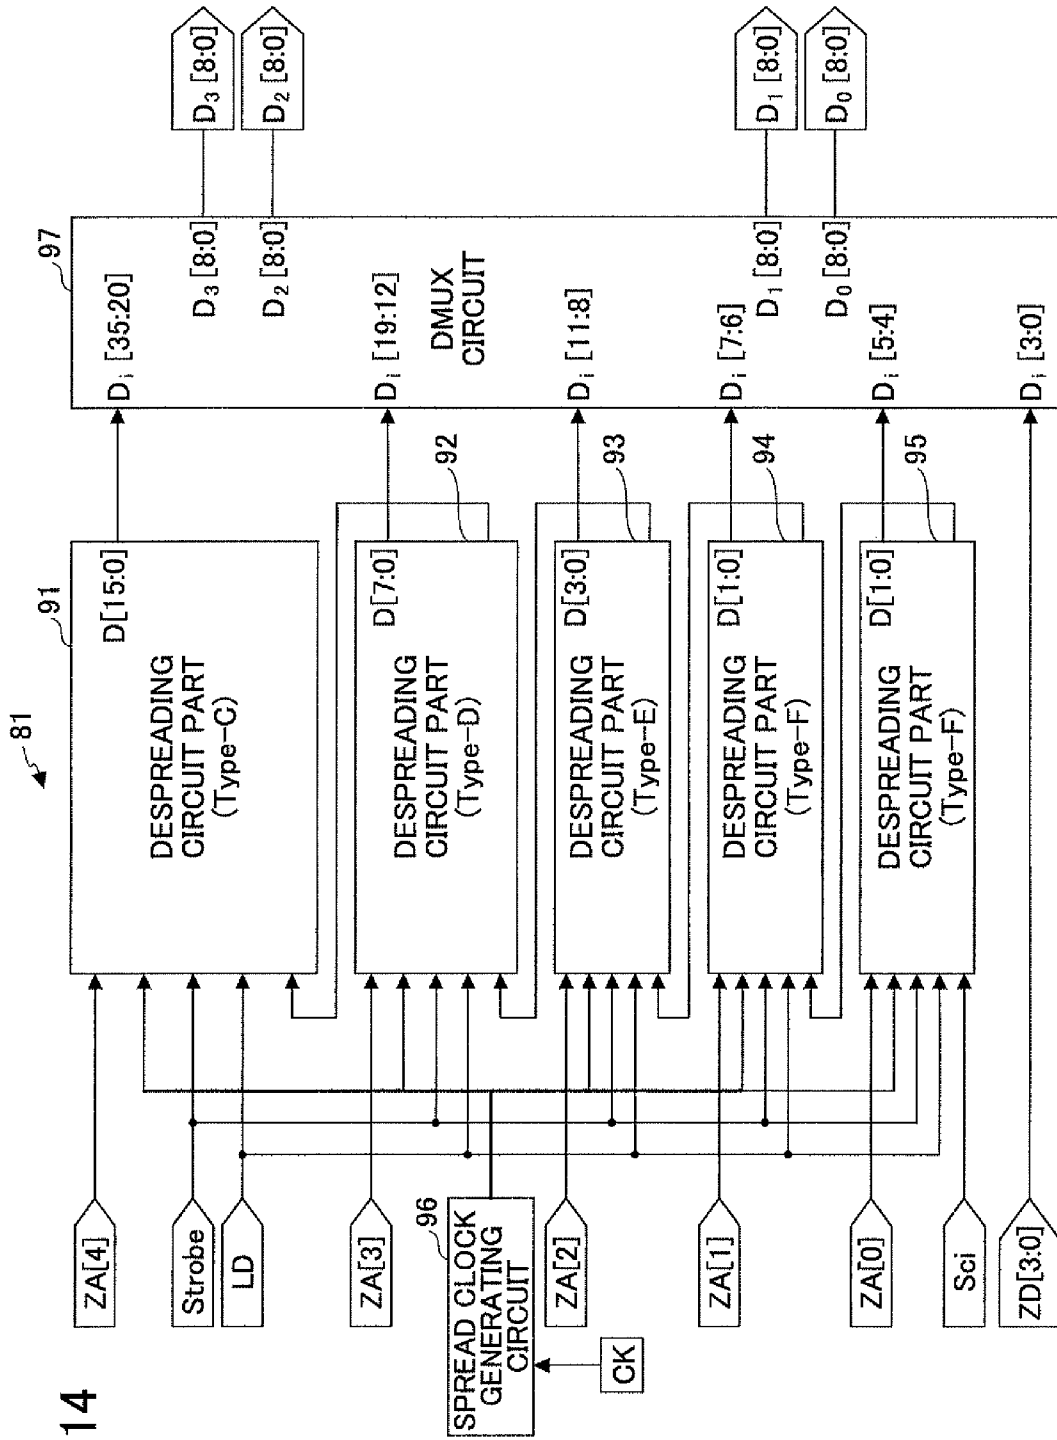 14
81
ZA[4]
Strobe
LD
ZA[3]
96
SPREAD CLOCK
GENERATING
CIRCUIT
CK
ZA[2]
ZA[1]
ZA[0]
Sci
ZD[3:0]
91
D[15:0]
DESPREADING
CIRCUIT PART
(Type-C)
92
D[7:0]
DESPREADING
CIRCUIT PART
(Type-D)
93
D[3:0]
DESPREADING
CIRCUIT PART
(Type-E)
94
D[1:0]
DESPREADING
CIRCUIT PART
(Type-F)
95
D[1:0]
DESPREADING
CIRCUIT PART
(Type-F)
97
Di [35:20]
D3 [8:0]
D2 [8:0]
Di [19:12]
DMUX
CIRCUIT
Di [11:8]
Di [7:6]
D1 [8:0]
D0 [8:0]
Di [5:4]
Di [3:0]
D3 [8:0]
D2 [8:0]
D1 [8:0]
D0 [8:0]